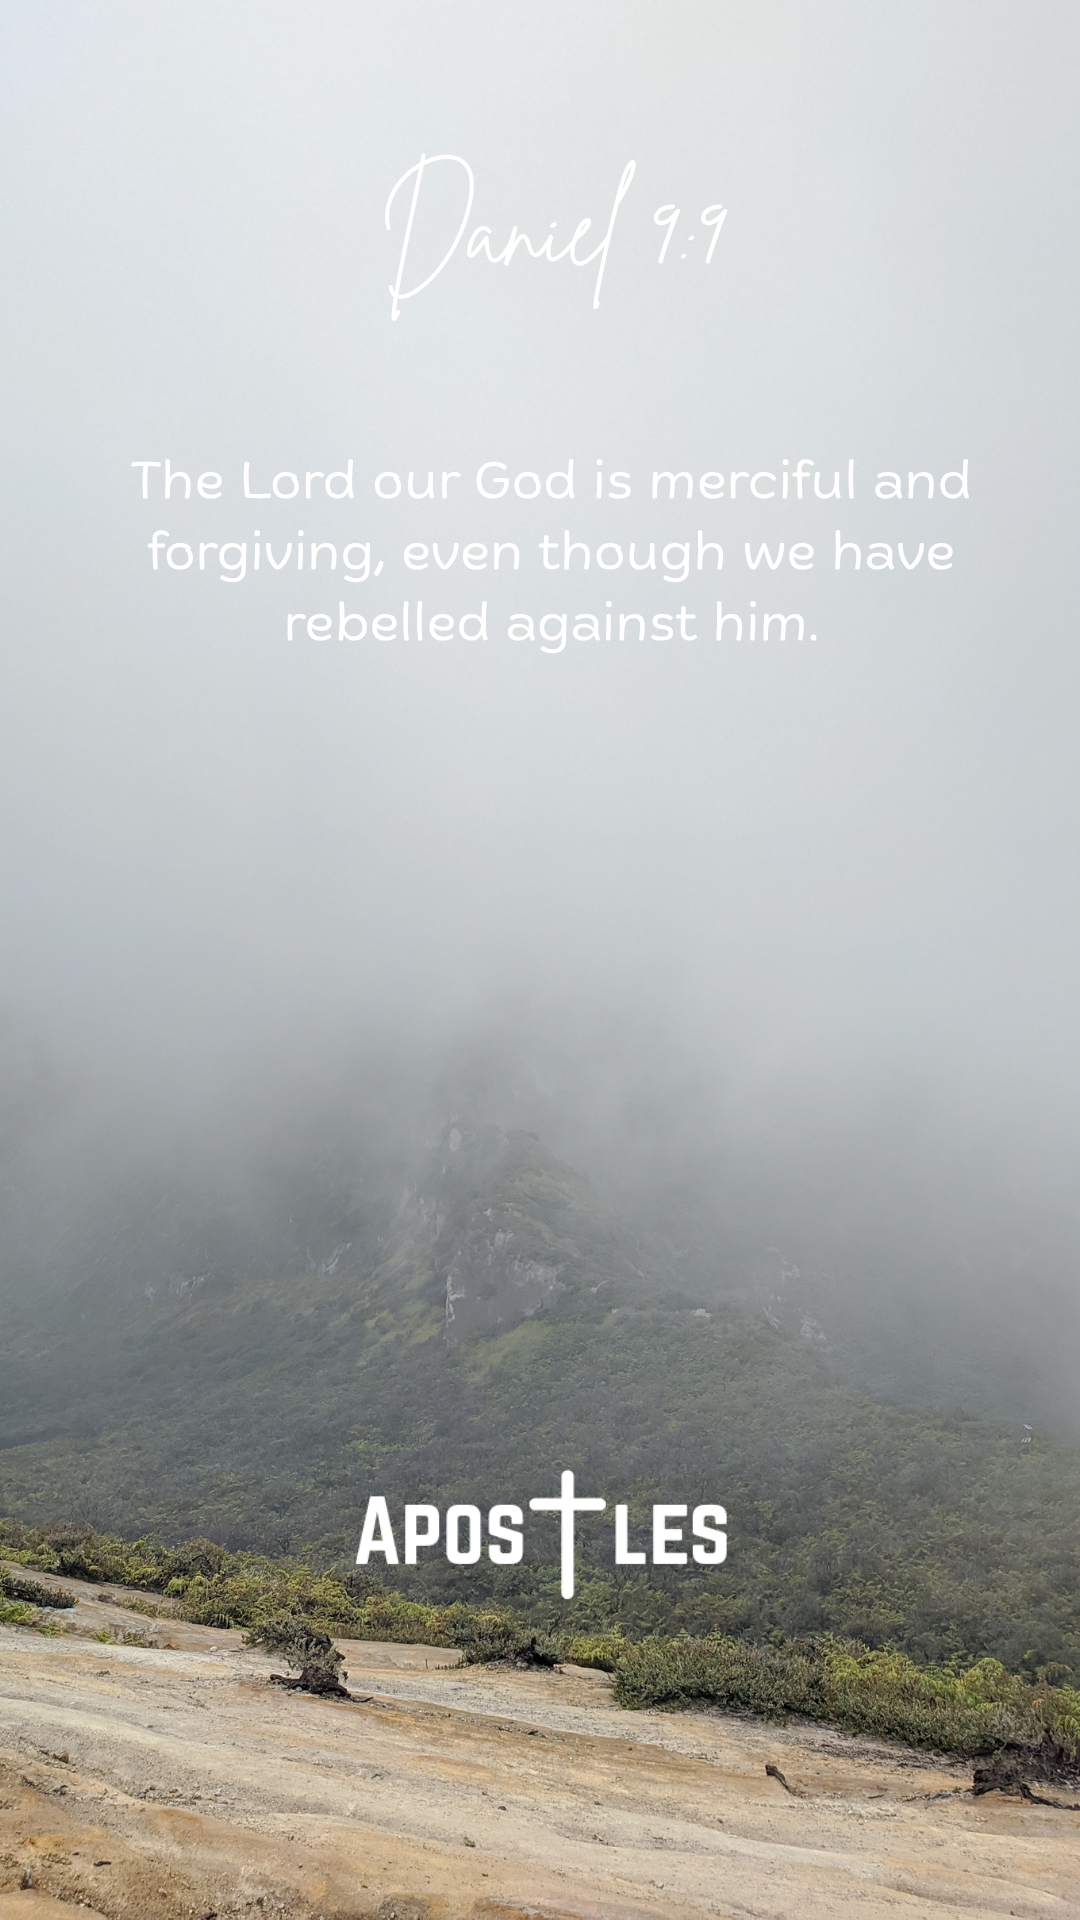 Daniel 9:9
The Lord our God is merciful and
forgiving, even though we have
rebelled against him.
APOSTLES